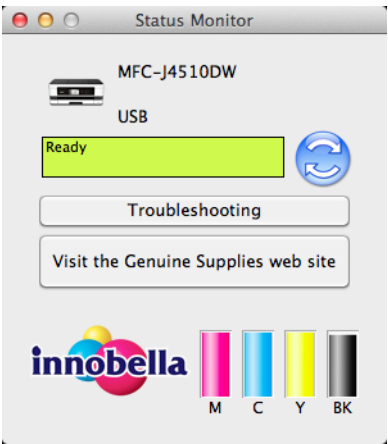 Status Monitor
MFC-J4510DW
USB
Ready
Troubleshooting
Visit the Genuine Supplies web site
innobella
M C Y BK